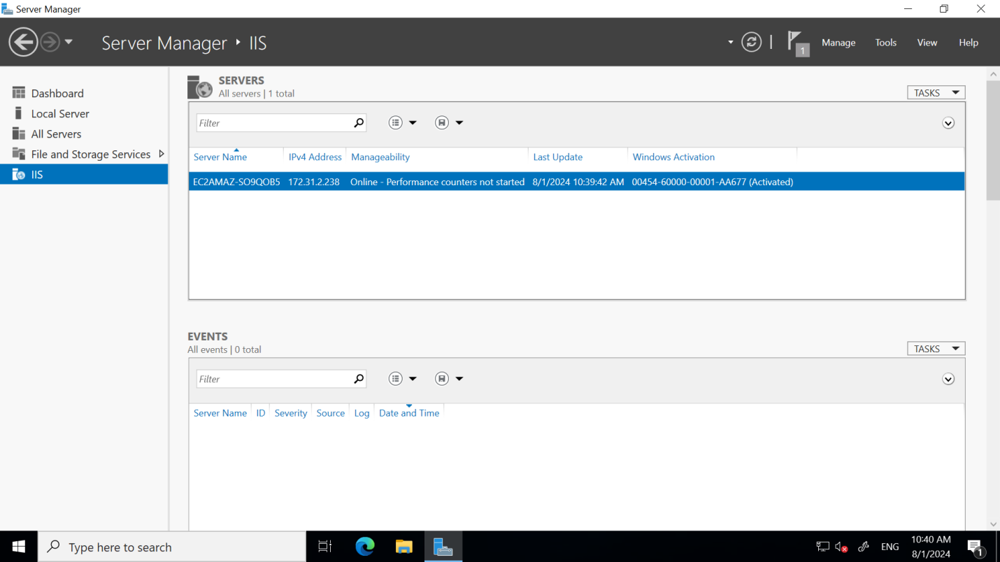 Server Manager
Server Manager ‣ IIS
1
Manage
Tools
View
Help
Dashboard
Local Server
All Servers
File and Storage Services
IIS
SERVERS
All servers | 1 total
TASKS
Filter
Server Name IPv4 Address Manageability Last Update Windows Activation
EC2AMAZ-SO9QOB5 172.31.2.238 Online - Performance counters not started 8/1/2024 10:39:42 AM 00454-60000-00001-AA677 (Activated)
EVENTS
All events | 0 total
TASKS
Filter
Server Name ID Severity Source Log Date and Time
Type here to search
ENG
10:40 AM
8/1/2024
1